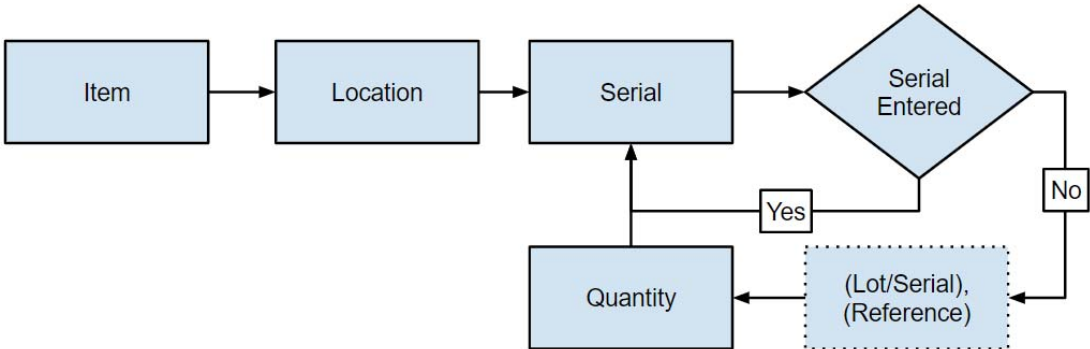 Item
Location
Serial
Serial
Entered
Yes
No
Quantity
(Lot/Serial),
(Reference)